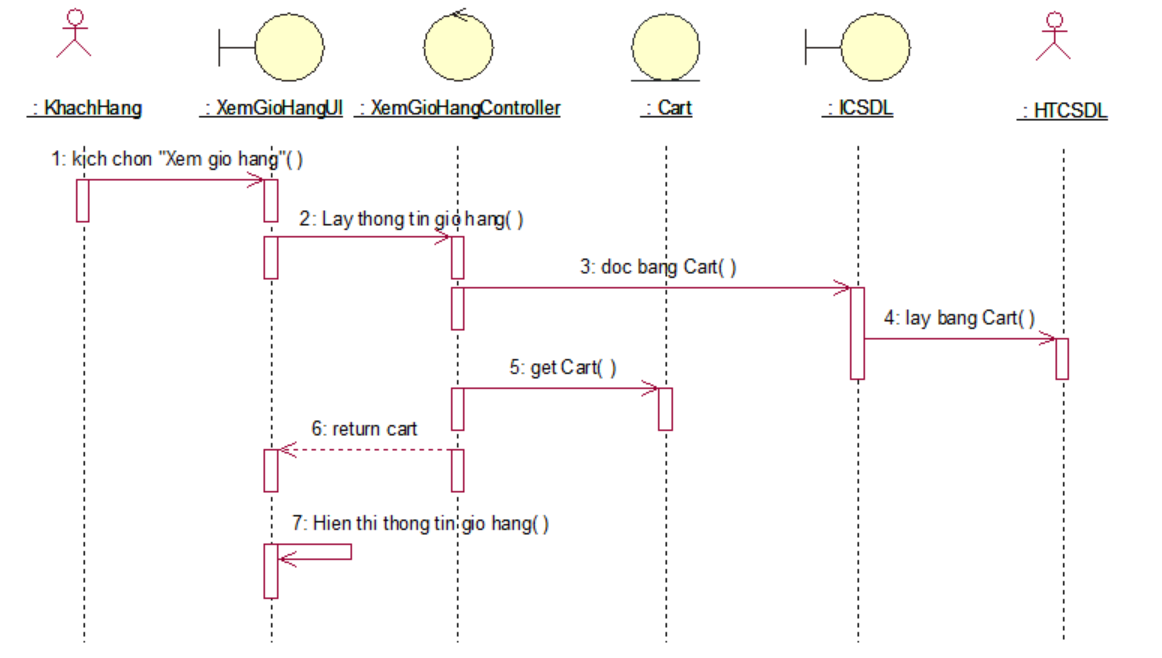 : KhachHang
: XemGioHangUI
: XemGioHangController
: Cart
: ICSDL
: HTCSDL
1: kich chon "Xem gio hang"( )
2: Lay thong tin gio hang( )
3: doc bang Cart( )
4: lay bang Cart( )
5: get Cart( )
6: return cart
7: Hien thi thong tin gio hang( )